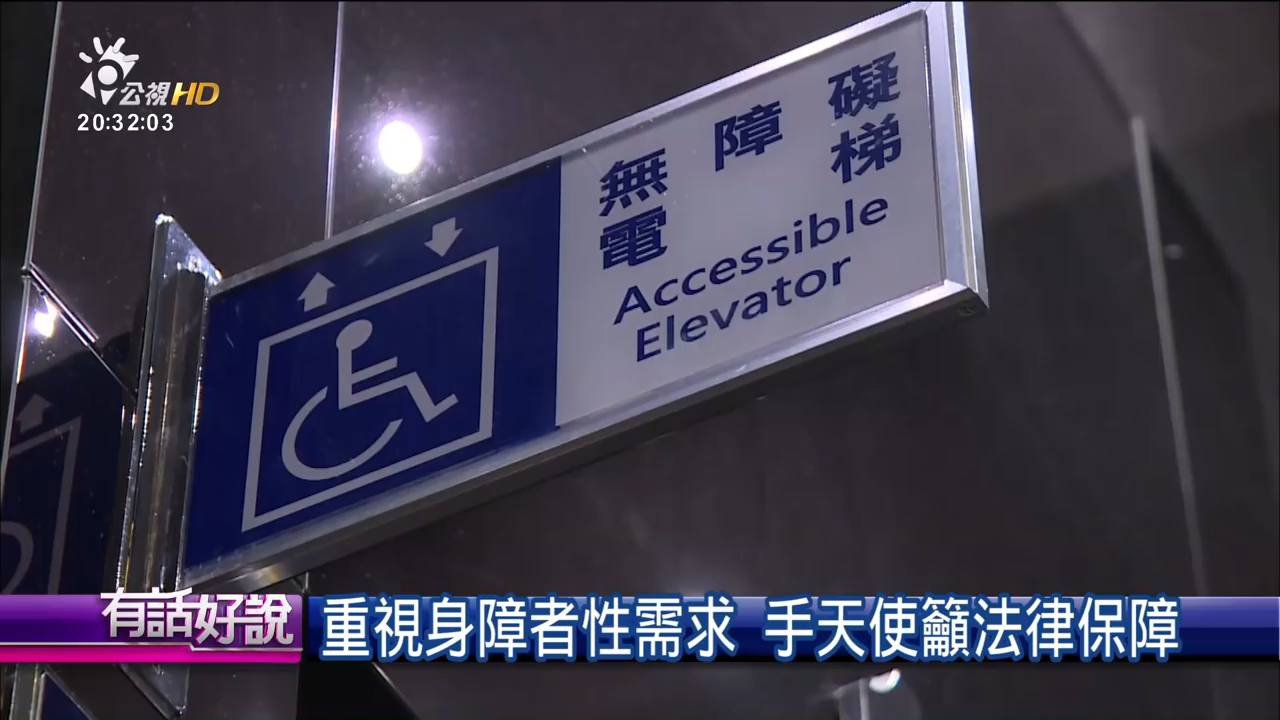 公視HD
20:32:03
無障礙
電梯
Accessible
Elevator
有話好說
重視身障者性需求 手天使籲法律保障